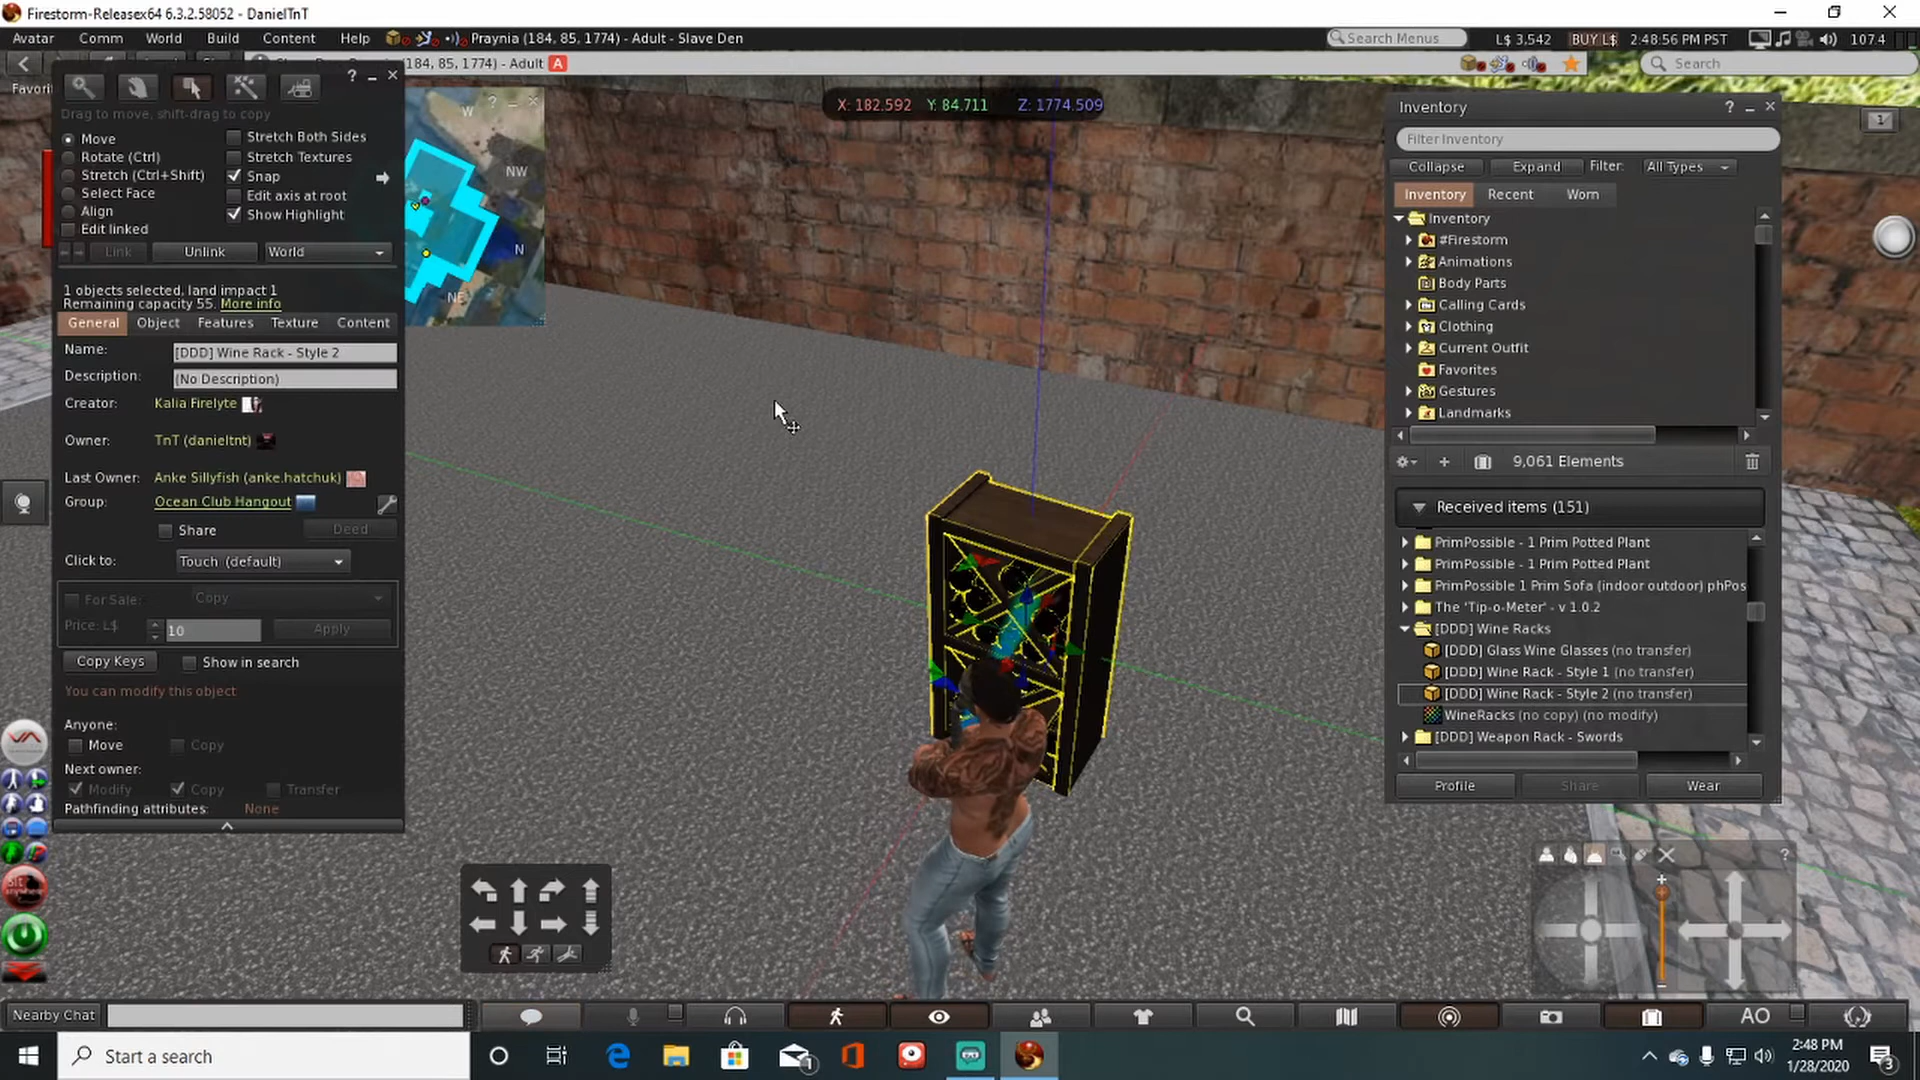 Firestorm-Releasex64 6.3.2.58052 - DanielTnT
Avatar Comm World Build Content Help Praynia (184, 85, 1774) - Adult - Slave Den
Search Menus
L$ 3,542 BUY L$ 2:48:56 PM PST 107.4
(184, 85, 1774) - Adult A
Search
Favori
Drag to move, shift-drag to copy
Move
Rotate (Ctrl)
Stretch (Ctrl+Shift)
Select Face
Align
Edit linked
Stretch Both Sides
Stretch Textures
Snap
Edit axis at root
Show Highlight
Link Unlink World
1 objects selected, land impact 1
Remaining capacity 55. More info
General Object Features Texture Content
Name: [DDD] Wine Rack - Style 2
Description: (No Description)
Creator: Kalia Firelyte
Owner: TnT (danieltnt)
Last Owner: Anke Sillyfish (anke.hatchuk)
Group: Ocean Club Hangout
Share Deed
Click to: Touch (default)
For Sale: Copy
Price: L$ 10 Apply
Copy Keys Show in search
You can modify this object
Anyone:
Move Copy
Next owner:
Modify Copy Transfer
Pathfinding attributes: None
W
NW
N
NE
X: 182.592 Y: 84.711 Z: 1774.509
Inventory
Filter Inventory
Collapse Expand Filter: All Types
Inventory Recent Worn
Inventory
#Firestorm
Animations
Body Parts
Calling Cards
Clothing
Current Outfit
Favorites
Gestures
Landmarks
9,061 Elements
Received items (151)
PrimPossible - 1 Prim Potted Plant
PrimPossible - 1 Prim Potted Plant
PrimPossible 1 Prim Sofa (indoor outdoor) phPos
The 'Tip-o-Meter' - v 1.0.2
[DDD] Wine Racks
[DDD] Glass Wine Glasses (no transfer)
[DDD] Wine Rack - Style 1 (no transfer)
[DDD] Wine Rack - Style 2 (no transfer)
WineRacks (no copy) (no modify)
[DDD] Weapon Rack - Swords
Profile Share Wear
1
Nearby Chat
AO
Start a search
2:48 PM
1/28/2020
3